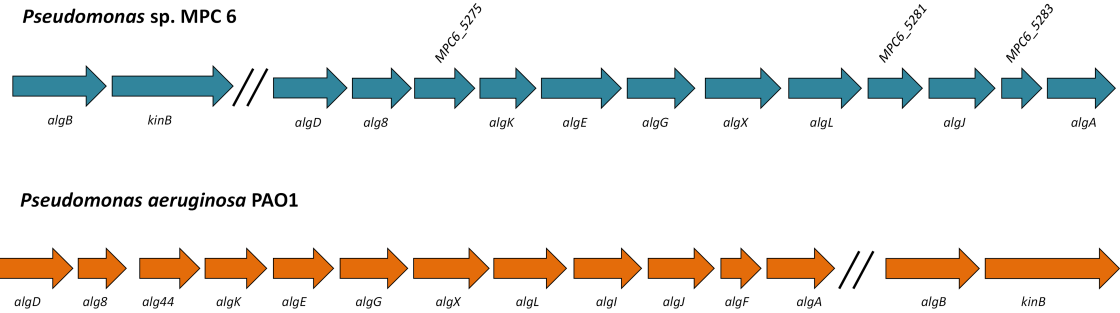 Pseudomonas sp. MPC 6
MPC6_5275 MPC6_5281 MPC6_5283
algB kinB algD alg8 algK algE algG algX algL algJ algA
Pseudomonas aeruginosa PAO1
algD alg8 alg44 algK algE algG algX algL algI algJ algF algA algB kinB